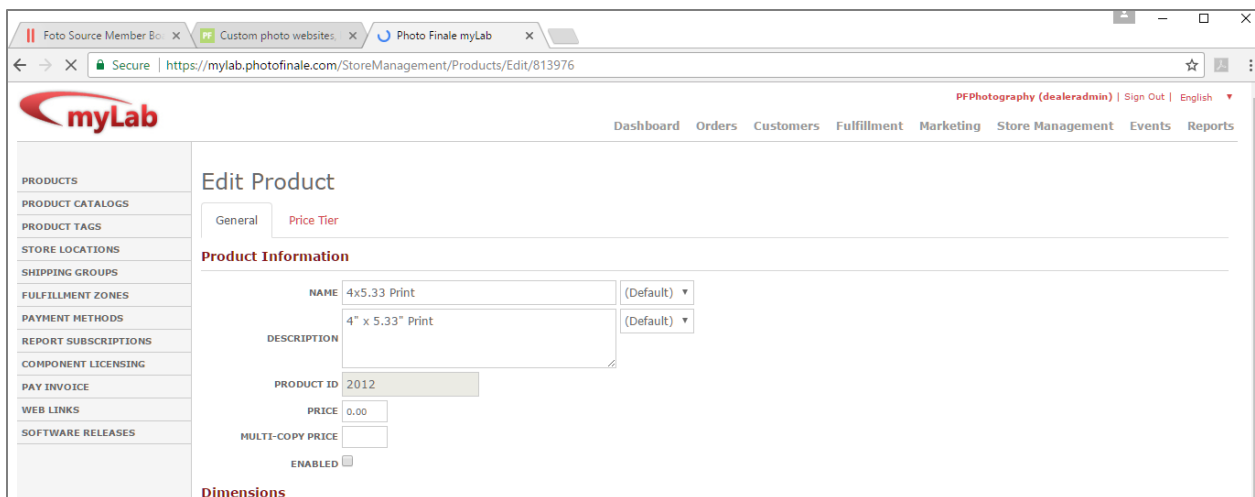 Foto Source Member Bo
Custom photo websites,
Photo Finale myLab
Secure | https://mylab.photofinale.com/StoreManagement/Products/Edit/813976
PFPhotography (dealeradmin) | Sign Out | English
myLab
Dashboard Orders Customers Fulfillment Marketing Store Management Events Reports
PRODUCTS
PRODUCT CATALOGS
PRODUCT TAGS
STORE LOCATIONS
SHIPPING GROUPS
FULFILLMENT ZONES
PAYMENT METHODS
REPORT SUBSCRIPTIONS
COMPONENT LICENSING
PAY INVOICE
WEB LINKS
SOFTWARE RELEASES
Edit Product
General Price Tier
Product Information
NAME 4x5.33 Print (Default)
DESCRIPTION 4" x 5.33" Print (Default)
PRODUCT ID 2012
PRICE 0.00
MULTI-COPY PRICE
ENABLED
Dimensions